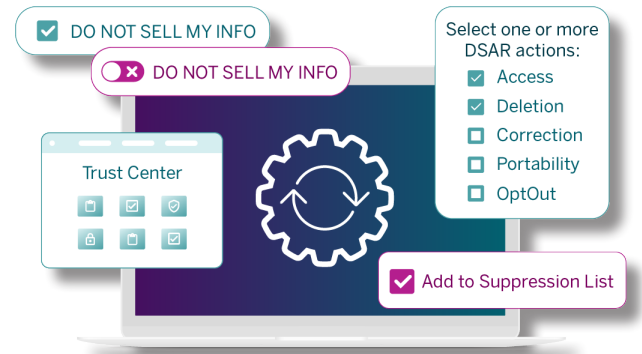 DO NOT SELL MY INFO
DO NOT SELL MY INFO
Select one or more
DSAR actions:
Access
Deletion
Correction
Portability
OptOut
Trust Center
Add to Suppression List